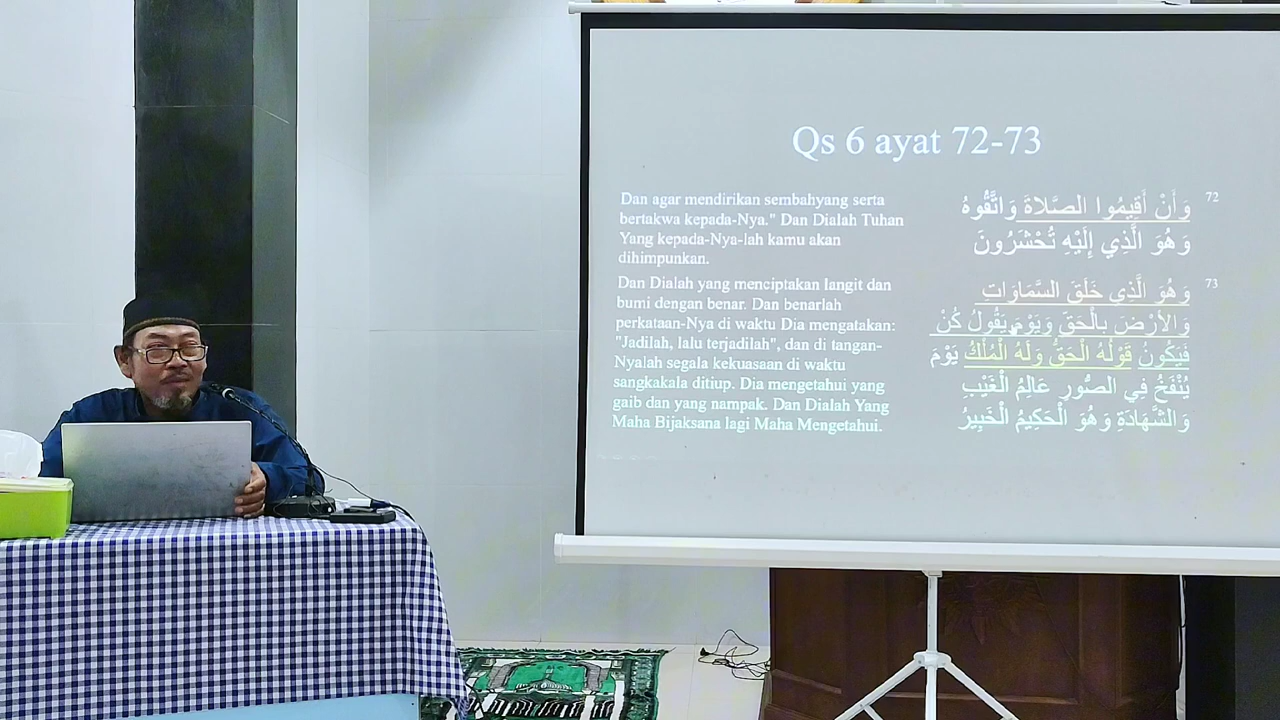 Qs 6 ayat 72-73
Dan agar mendirikan sembahyang serta
bertakwa kepada-Nya." Dan Dialah Tuhan
Yang kepada-Nya-lah kamu akan
dihimpunkan.
Dan Dialah yang menciptakan langit dan
bumi dengan benar. Dan benarlah
perkataan-Nya di waktu Dia mengatakan:
"Jadilah, lalu terjadilah", dan di tangan-
Nyalah segala kekuasaan di waktu
sangkakala ditiup. Dia mengetahui yang
gaib dan yang nampak. Dan Dialah Yang
Maha Bijaksana lagi Maha Mengetahui.
72 وَأَنْ أَقِيمُوا الصَّلاةَ وَاتَّقُوهُ
وَهُوَ الَّذِي إِلَيْهِ تُحْشَرُونَ
73 وَهُوَ الَّذِي خَلَقَ السَّمَاوَاتِ
وَالأرْضَ بِالْحَقِّ وَيَوْمَ يَقُولُ كُنْ
فَيَكُونُ قَوْلُهُ الْحَقُّ وَلَهُ الْمُلْكُ يَوْمَ
يُنْفَخُ فِي الصُّورِ عَالِمُ الْغَيْبِ
وَالشَّهَادَةِ وَهُوَ الْحَكِيمُ الْخَبِيرُ